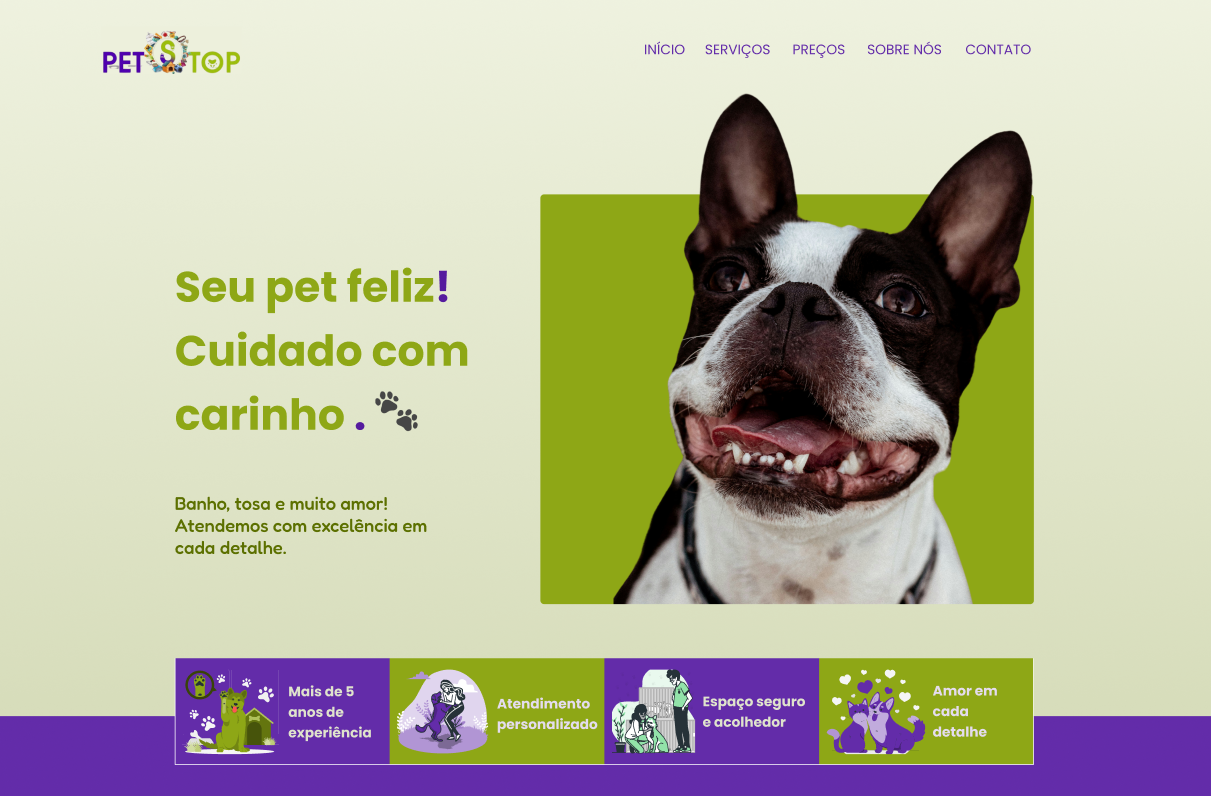 PET STOP
INÍCIO SERVIÇOS PREÇOS SOBRE NÓS CONTATO
Seu pet feliz!
Cuidado com
carinho .
Banho, tosa e muito amor!
Atendemos com excelência em
cada detalhe.
Mais de 5
anos de
experiência
Atendimento
personalizado
Espaço seguro
e acolhedor
Amor em
cada
detalhe